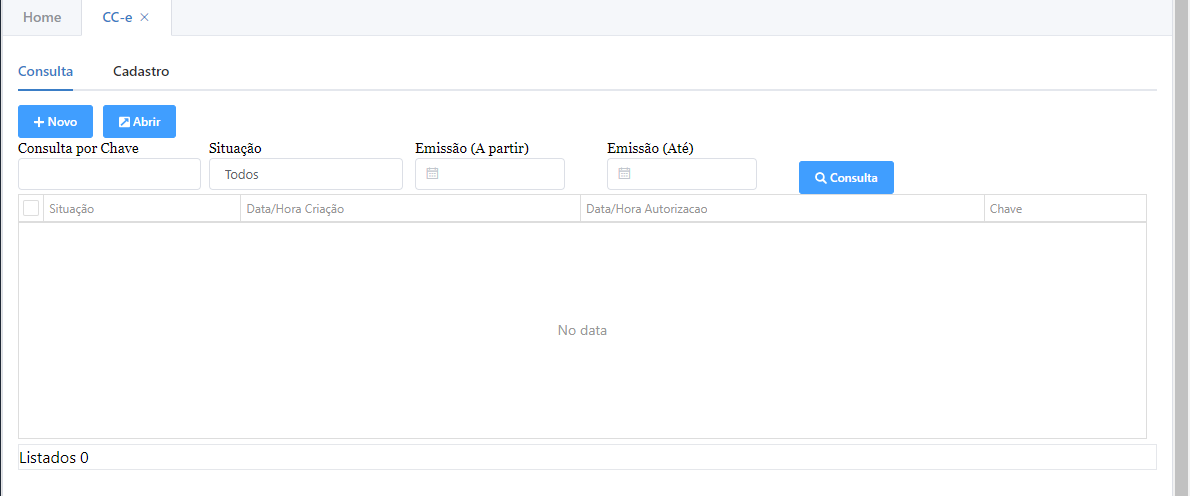 Home CC-e
Consulta Cadastro
Novo Abrir
Consulta por Chave Situação Emissão (A partir) Emissão (Até)
Todos Consulta
Situação Data/Hora Criação Data/Hora Autorizacao Chave
No data
Listados 0